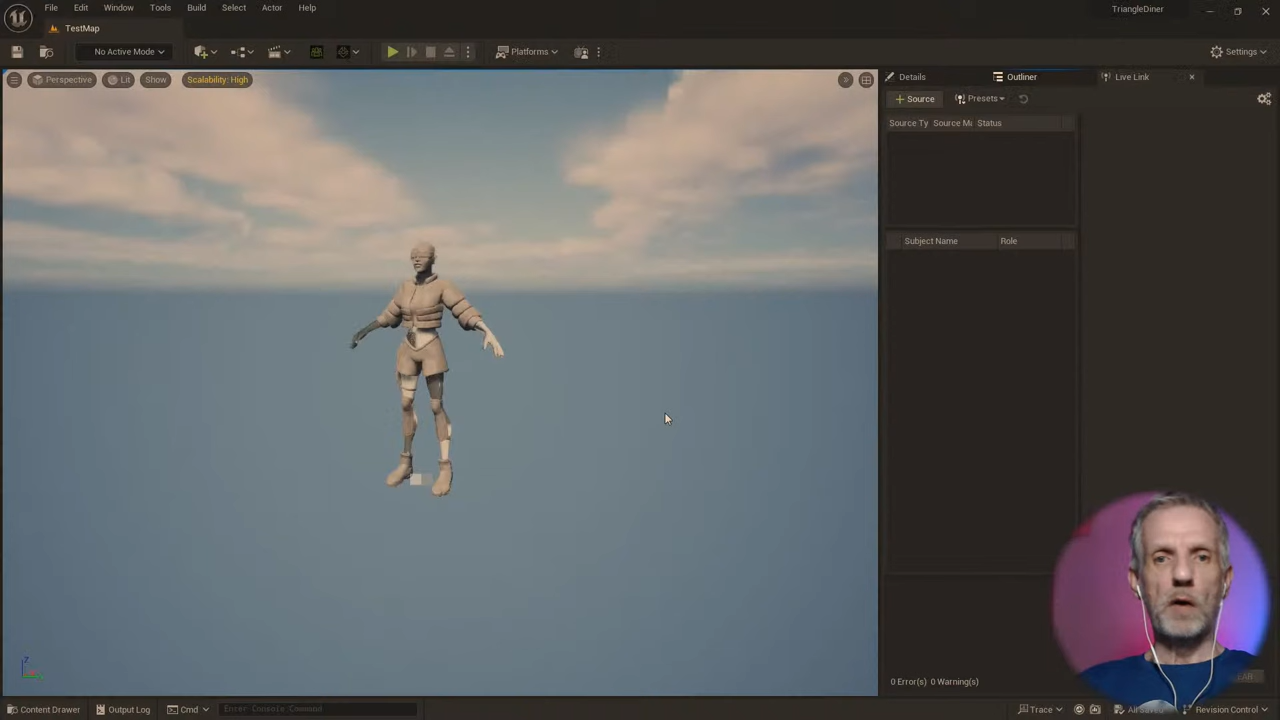 File Edit Window Tools Build Select Actor Help
TriangleDiner
TestMap
No Active Mode
Platforms
Settings
Perspective
Lit
Show
Scalability: High
Details
Outliner
Live Link
+ Source
Presets
Source Ty Source Ma Status
Subject Name Role
0 Error(s) 0 Warning(s)
Z
Content Drawer
Output Log
Cmd
Enter Console Command
Trace
Revision Control